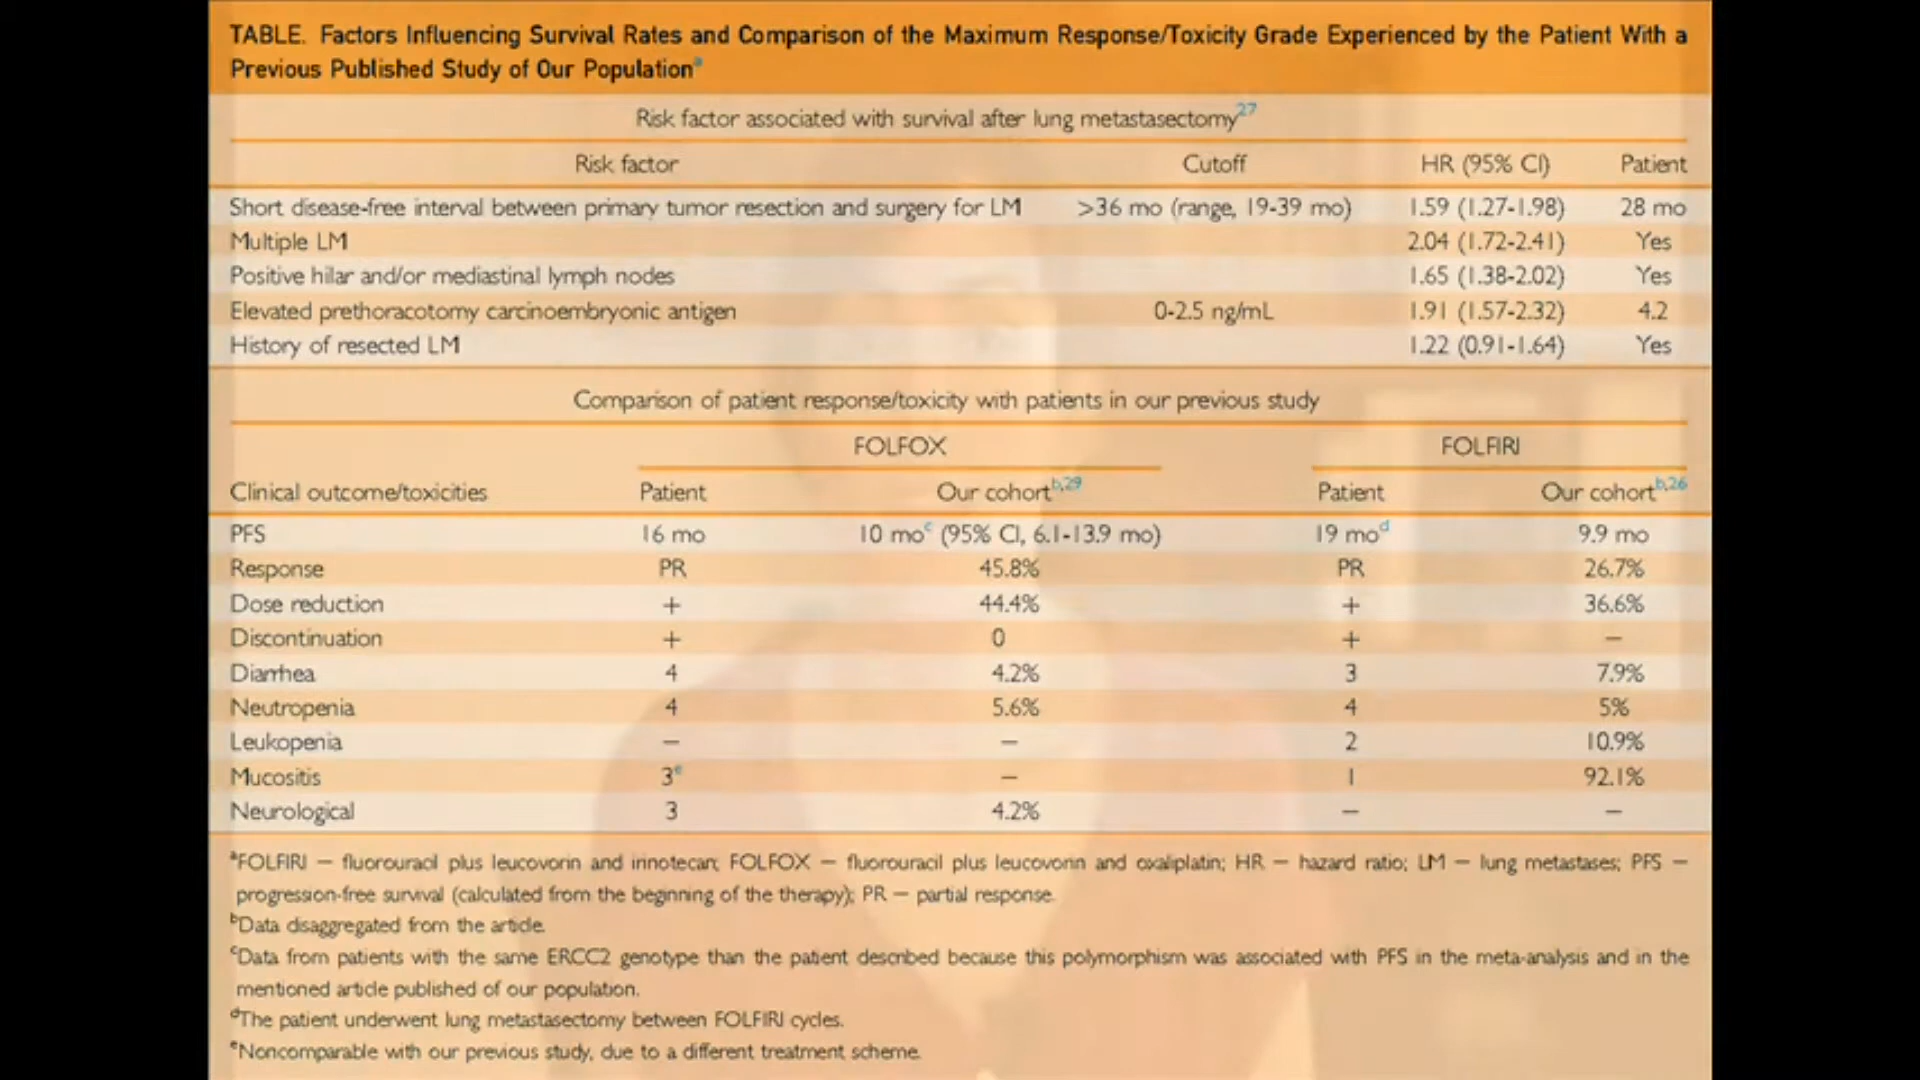 TABLE. Factors Influencing Survival Rates and Comparison of the Maximum Response/Toxicity Grade Experienced by the Patient With a
Previous Published Study of Our Population^a
Risk factor associated with survival after lung metastasectomy^27
Risk factor Cutoff HR (95% CI) Patient
Short disease-free interval between primary tumor resection and surgery for LM >36 mo (range, 19-39 mo) 1.59 (1.27-1.98) 28 mo
Multiple LM 2.04 (1.72-2.41) Yes
Positive hilar and/or mediastinal lymph nodes 1.65 (1.38-2.02) Yes
Elevated prethoracotomy carcinoembryonic antigen 0-2.5 ng/mL 1.91 (1.57-2.32) 4.2
History of resected LM 1.22 (0.91-1.64) Yes
Comparison of patient response/toxicity with patients in our previous study
FOLFOX FOLFIRI
Clinical outcome/toxicities Patient Our cohort^b,29 Patient Our cohort^b,26
PFS 16 mo 10 mo^c (95% CI, 6.1-13.9 mo) 19 mo^d 9.9 mo
Response PR 45.8% PR 26.7%
Dose reduction + 44.4% + 36.6%
Discontinuation + 0 + —
Diarrhea 4 4.2% 3 7.9%
Neutropenia 4 5.6% 4 5%
Leukopenia — — 2 10.9%
Mucositis 3^e — 1 92.1%
Neurological 3 4.2% — —
^aFOLFIRI — fluorouracil plus leucovorin and irinotecan; FOLFOX — fluorouracil plus leucovorin and oxaliplatin; HR — hazard ratio; LM — lung metastases; PFS —
progression-free survival (calculated from the beginning of the therapy); PR — partial response.
^bData disaggregated from the article.
^cData from patients with the same ERCC2 genotype than the patient described because this polymorphism was associated with PFS in the meta-analysis and in the
mentioned article published of our population.
^dThe patient underwent lung metastasectomy between FOLFIRI cycles.
^eNoncomparable with our previous study, due to a different treatment scheme.